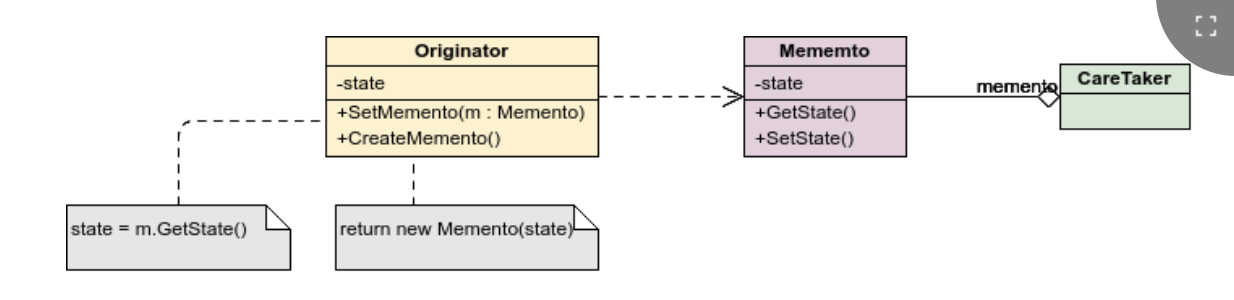 Originator
-state
+SetMemento(m : Memento)
+CreateMemento()
Mememto
-state
+GetState()
+SetState()
memento
CareTaker
state = m.GetState()
return new Memento(state)